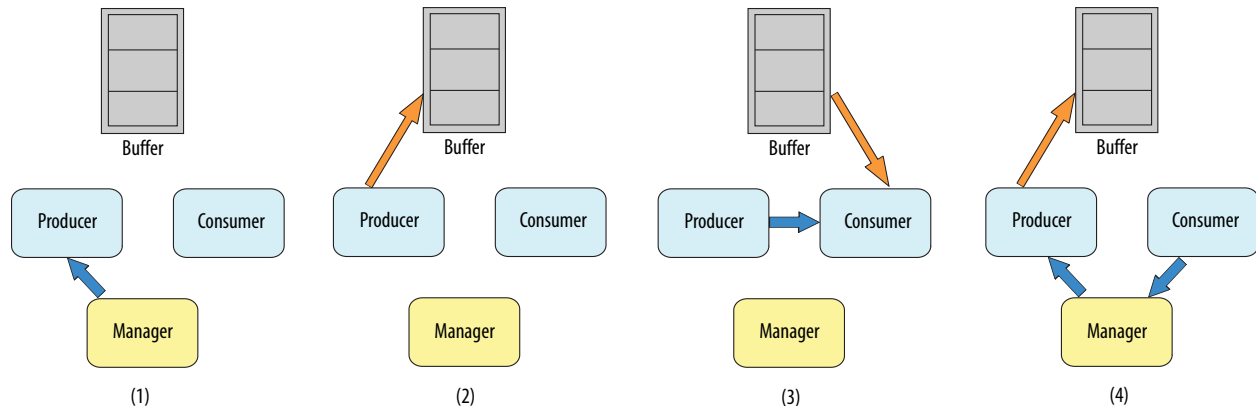 Buffer
Producer
Consumer
Manager
(1)
Buffer
Producer
Consumer
Manager
(2)
Buffer
Producer
Consumer
Manager
(3)
Buffer
Producer
Consumer
Manager
(4)